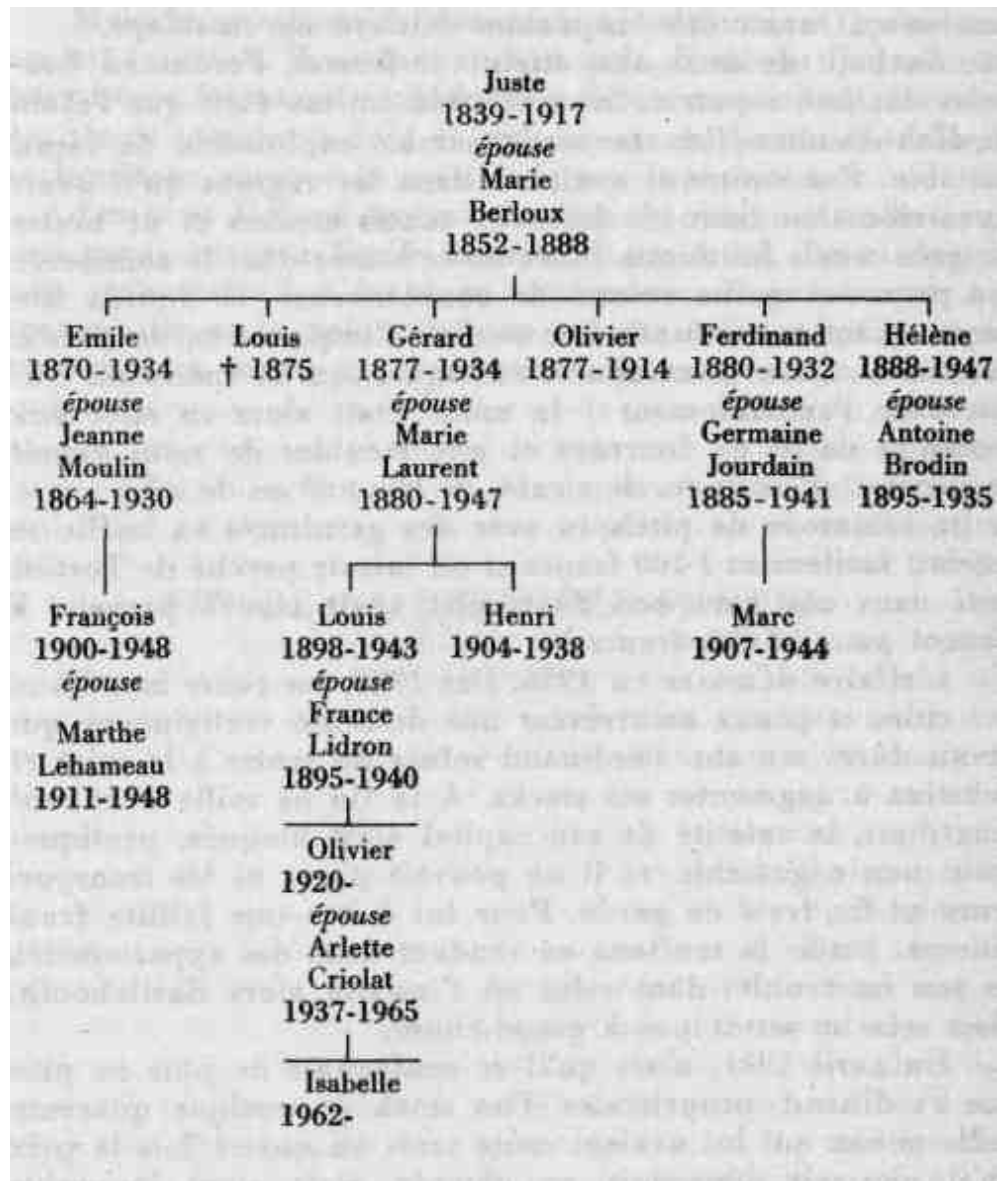 Juste
1839-1917
épouse
Marie
Berloux
1852-1888
Emile Louis Gérard Olivier Ferdinand Hélène
1870-1934 † 1875 1877-1934 1877-1914 1880-1932 1888-1947
épouse épouse épouse épouse
Jeanne Marie Germaine Antoine
Moulin Laurent Jourdain Brodin
1864-1930 1880-1947 1885-1941 1895-1935
François Louis Henri Marc
1900-1948 1898-1943 1904-1938 1907-1944
épouse épouse
Marthe France
Lehameau Lidron
1911-1948 1895-1940
Olivier
1920-
épouse
Arlette
Criolat
1937-1965
Isabelle
1962-